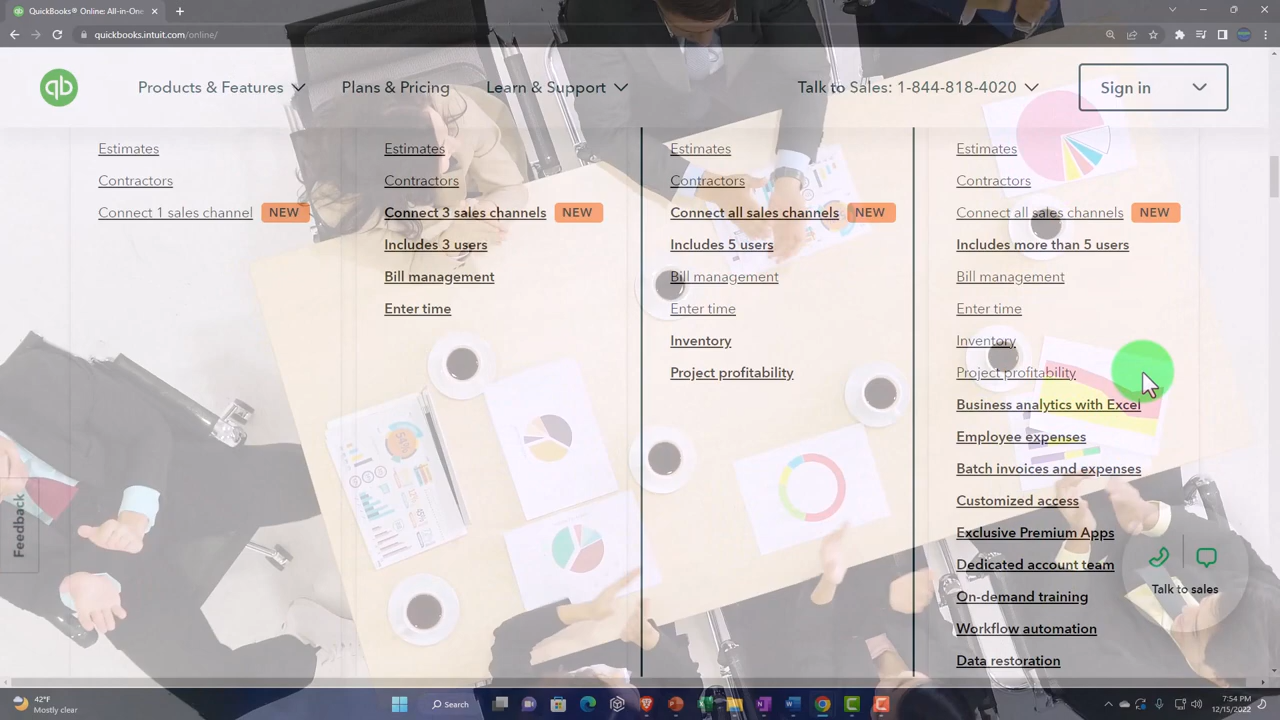 QuickBooks® Online: All-in-One
quickbooks.intuit.com/online/
qb
Products & Features
Plans & Pricing
Learn & Support
Talk to Sales: 1-844-818-4020
Sign in
Estimates
Contractors
Connect 1 sales channel NEW
Estimates
Contractors
Connect 3 sales channels NEW
Includes 3 users
Bill management
Enter time
Estimates
Contractors
Connect all sales channels NEW
Includes 5 users
Bill management
Enter time
Inventory
Project profitability
Estimates
Contractors
Connect all sales channels NEW
Includes more than 5 users
Bill management
Enter time
Inventory
Project profitability
Business analytics with Excel
Employee expenses
Batch invoices and expenses
Customized access
Exclusive Premium Apps
Dedicated account team
On-demand training
Workflow automation
Data restoration
Feedback
Talk to sales
42°F
Mostly clear
Search
7:54 PM
12/15/2022